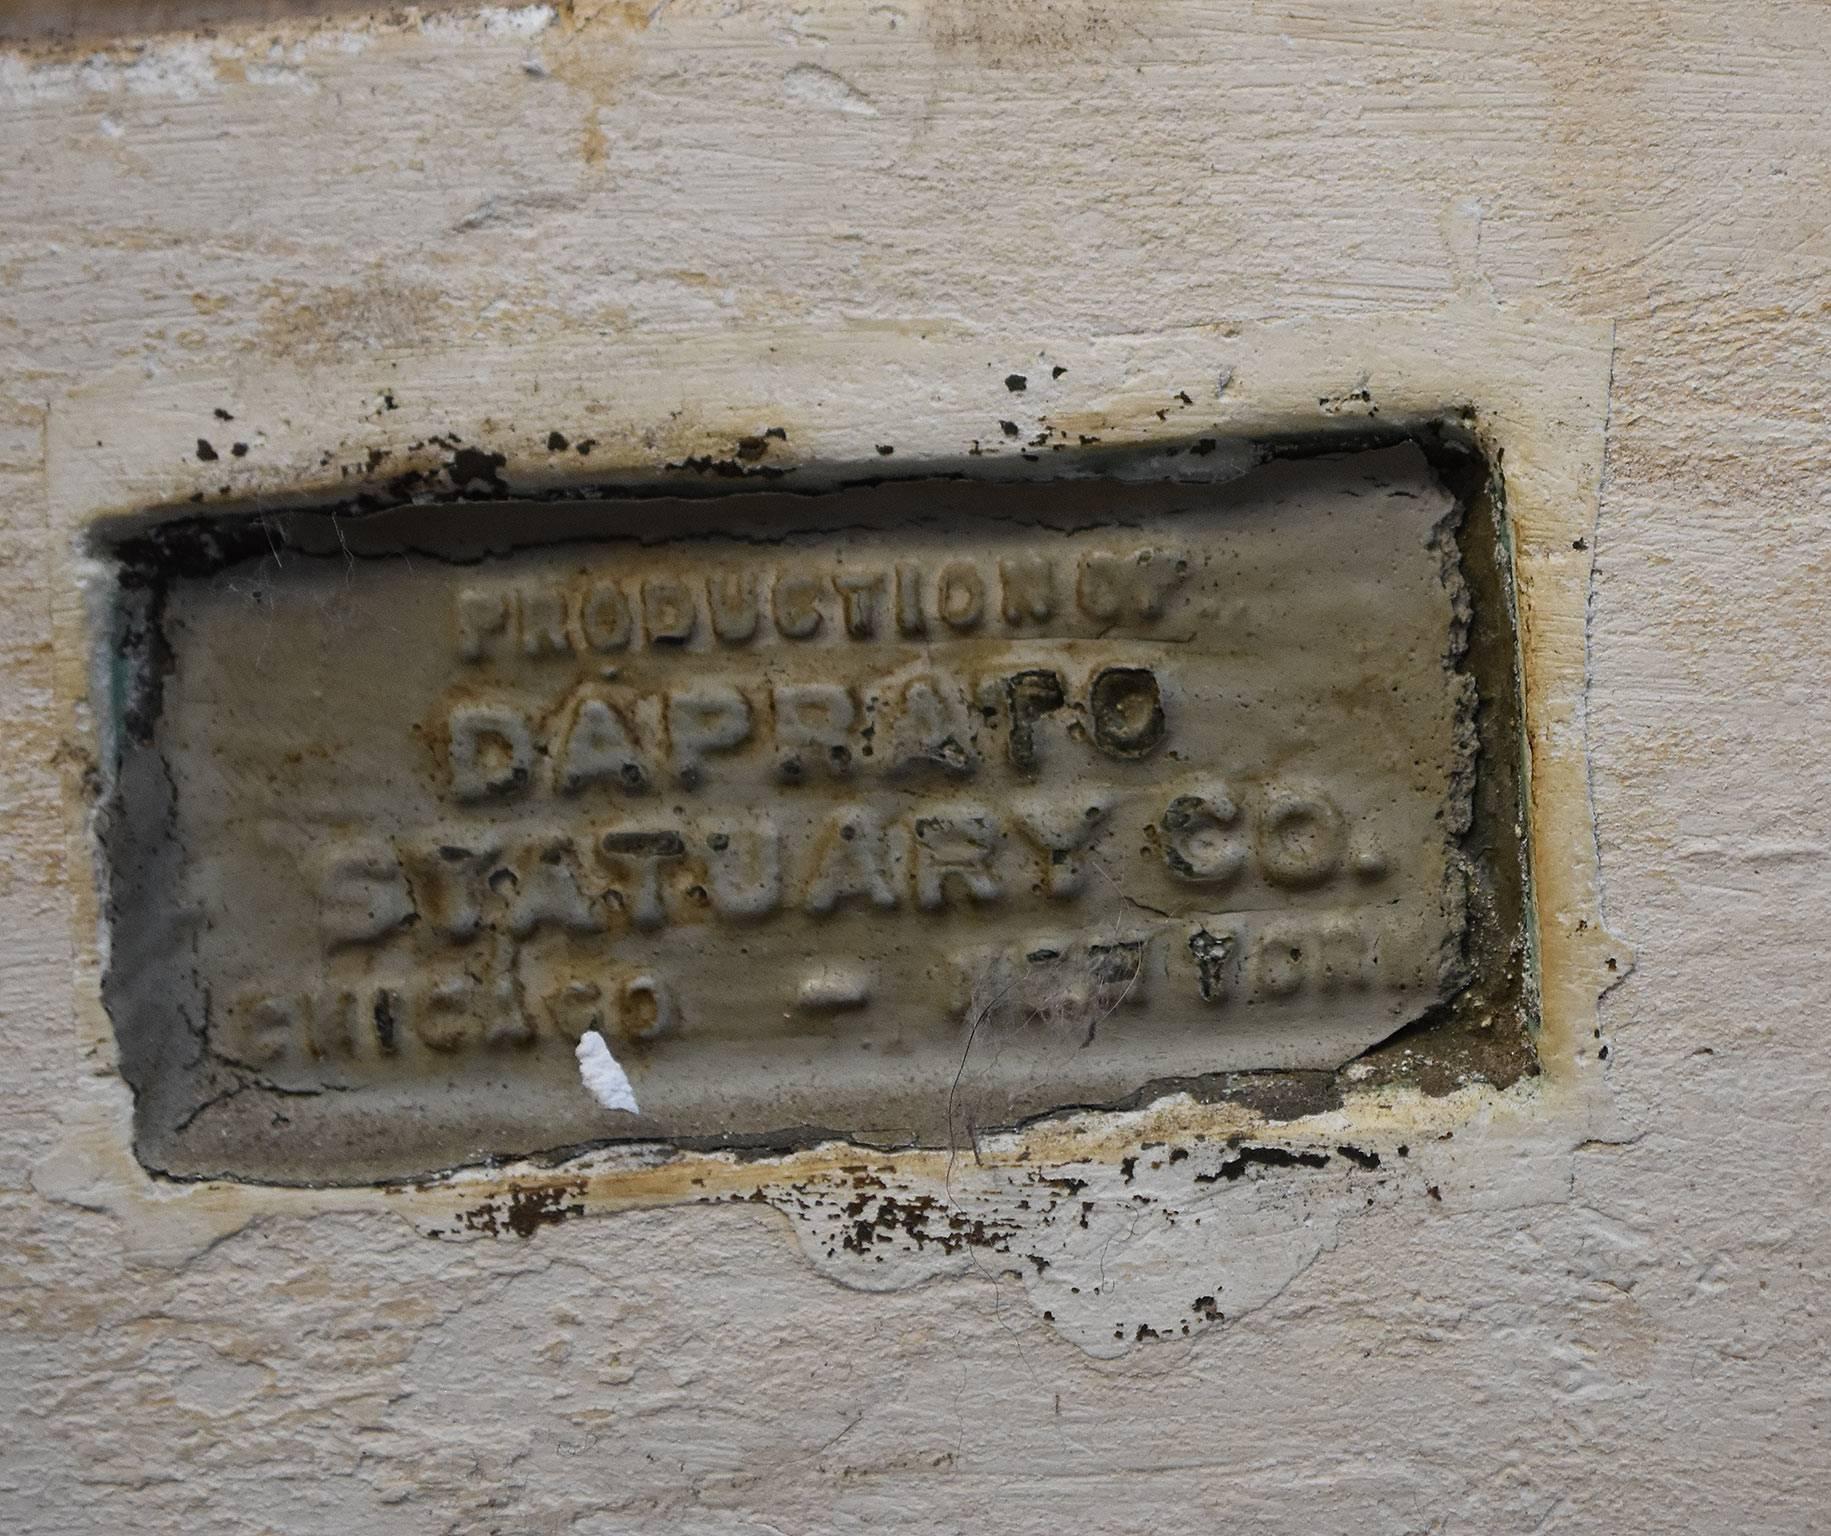 PRODUCTION OF
DAPRATO
STATUARY CO.
CHICAGO -